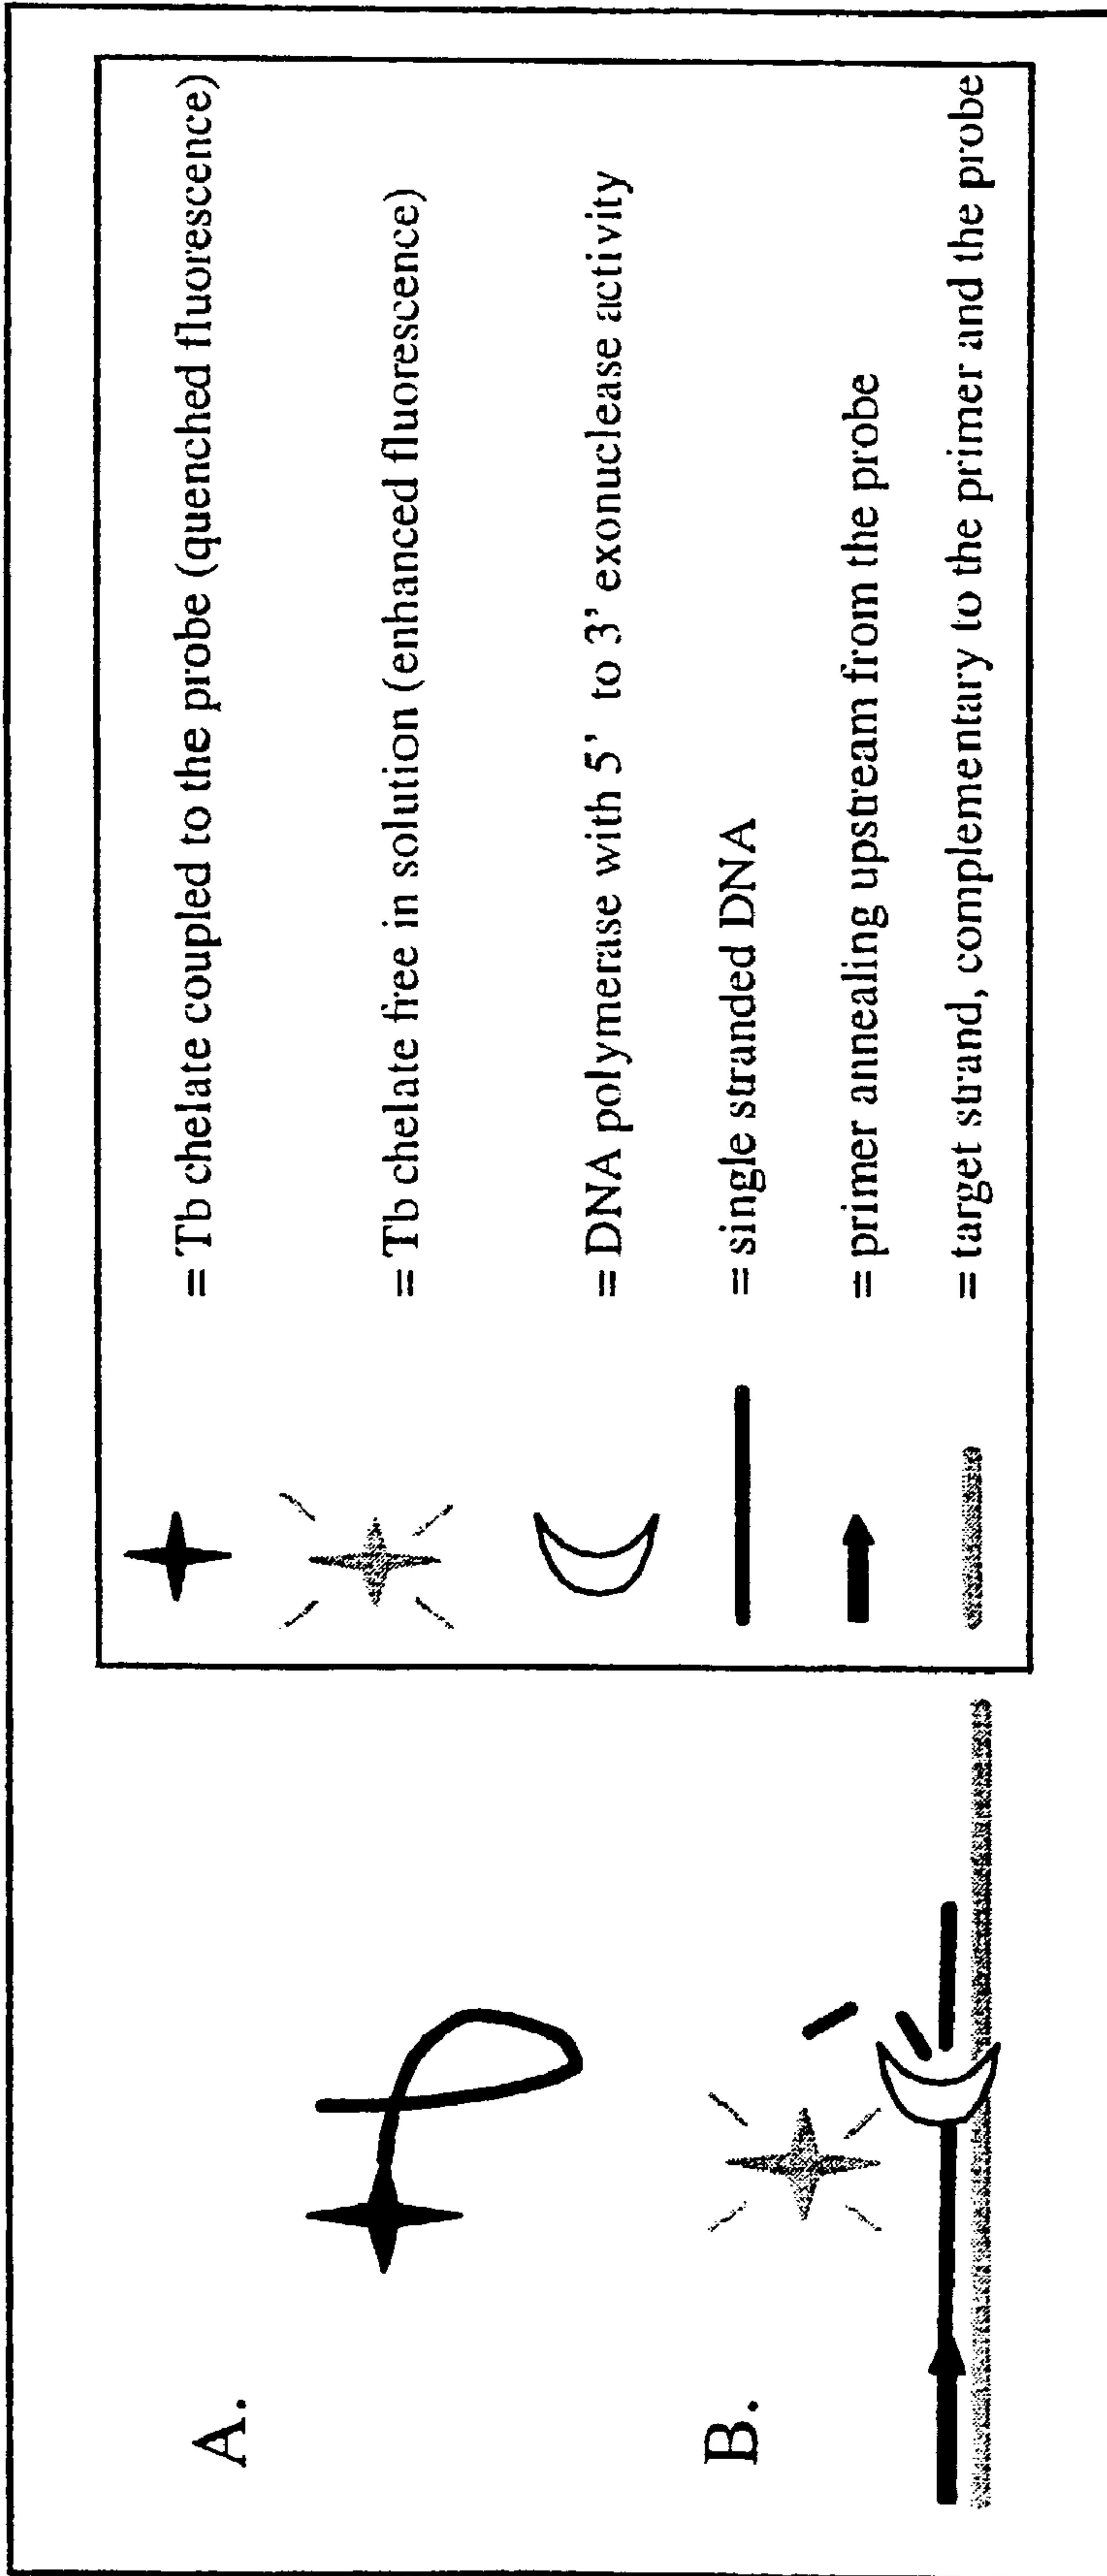 A.
B.
= Tb chelate coupled to the probe (quenched fluorescence)
= Tb chelate free in solution (enhanced fluorescence)
= DNA polymerase with 5' to 3' exonuclease activity
= single stranded DNA
= primer annealing upstream from the probe
= target strand, complementary to the primer and the probe